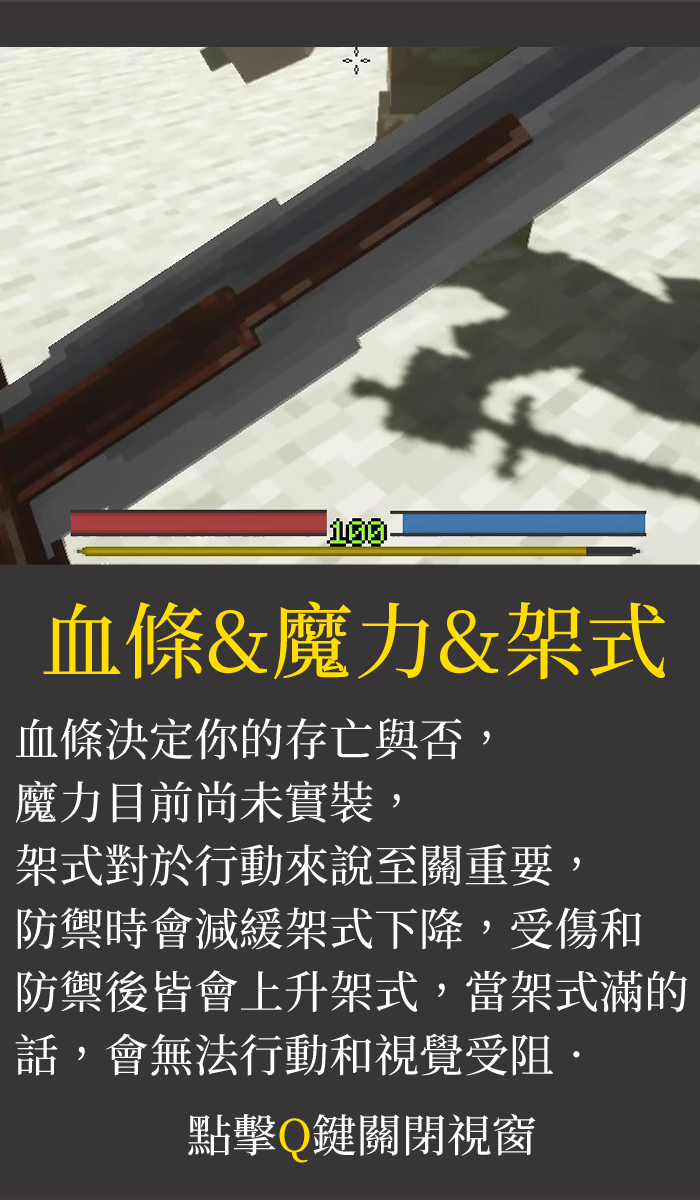 100
血條&魔力&架式
血條決定你的存亡與否，
魔力目前尚未實裝，
架式對於行動來說至關重要，
防禦時會減緩架式下降，受傷和
防禦後皆會上升架式，當架式滿的
話，會無法行動和視覺受阻．
點擊Q鍵關閉視窗